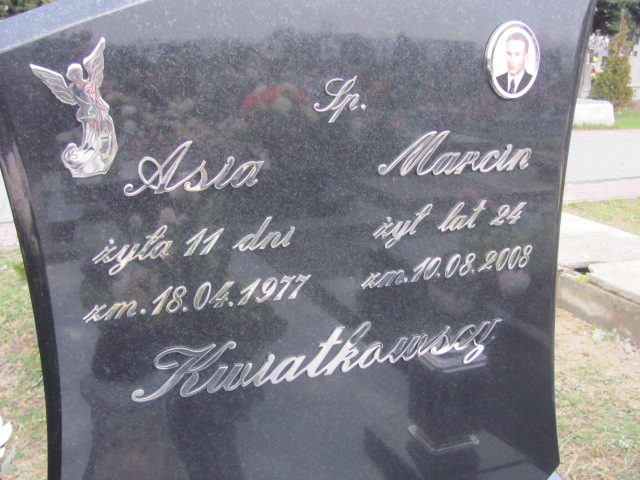 Śp.
Asia Marcin
żyła 11 dni żył lat 24
zm. 18.04.1977 zm. 10.08.2008
Kwiatkowscy